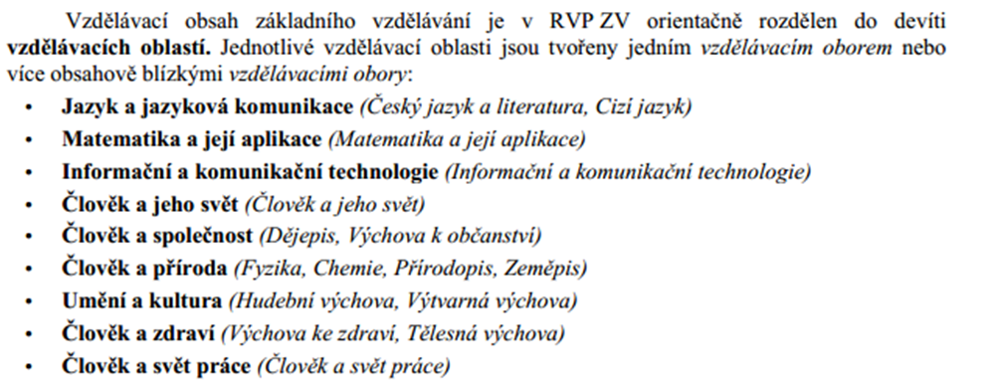 Vzdělávací obsah základního vzdělávání je v RVP ZV orientačně rozdělen do devíti
vzdělávacích oblastí. Jednotlivé vzdělávací oblasti jsou tvořeny jedním vzdělávacím oborem nebo
více obsahově blízkými vzdělávacími obory:
• Jazyk a jazyková komunikace (Český jazyk a literatura, Cizí jazyk)
• Matematika a její aplikace (Matematika a její aplikace)
• Informační a komunikační technologie (Informační a komunikační technologie)
• Člověk a jeho svět (Člověk a jeho svět)
• Člověk a společnost (Dějepis, Výchova k občanství)
• Člověk a příroda (Fyzika, Chemie, Přírodopis, Zeměpis)
• Umění a kultura (Hudební výchova, Výtvarná výchova)
• Člověk a zdraví (Výchova ke zdraví, Tělesná výchova)
• Člověk a svět práce (Člověk a svět práce)